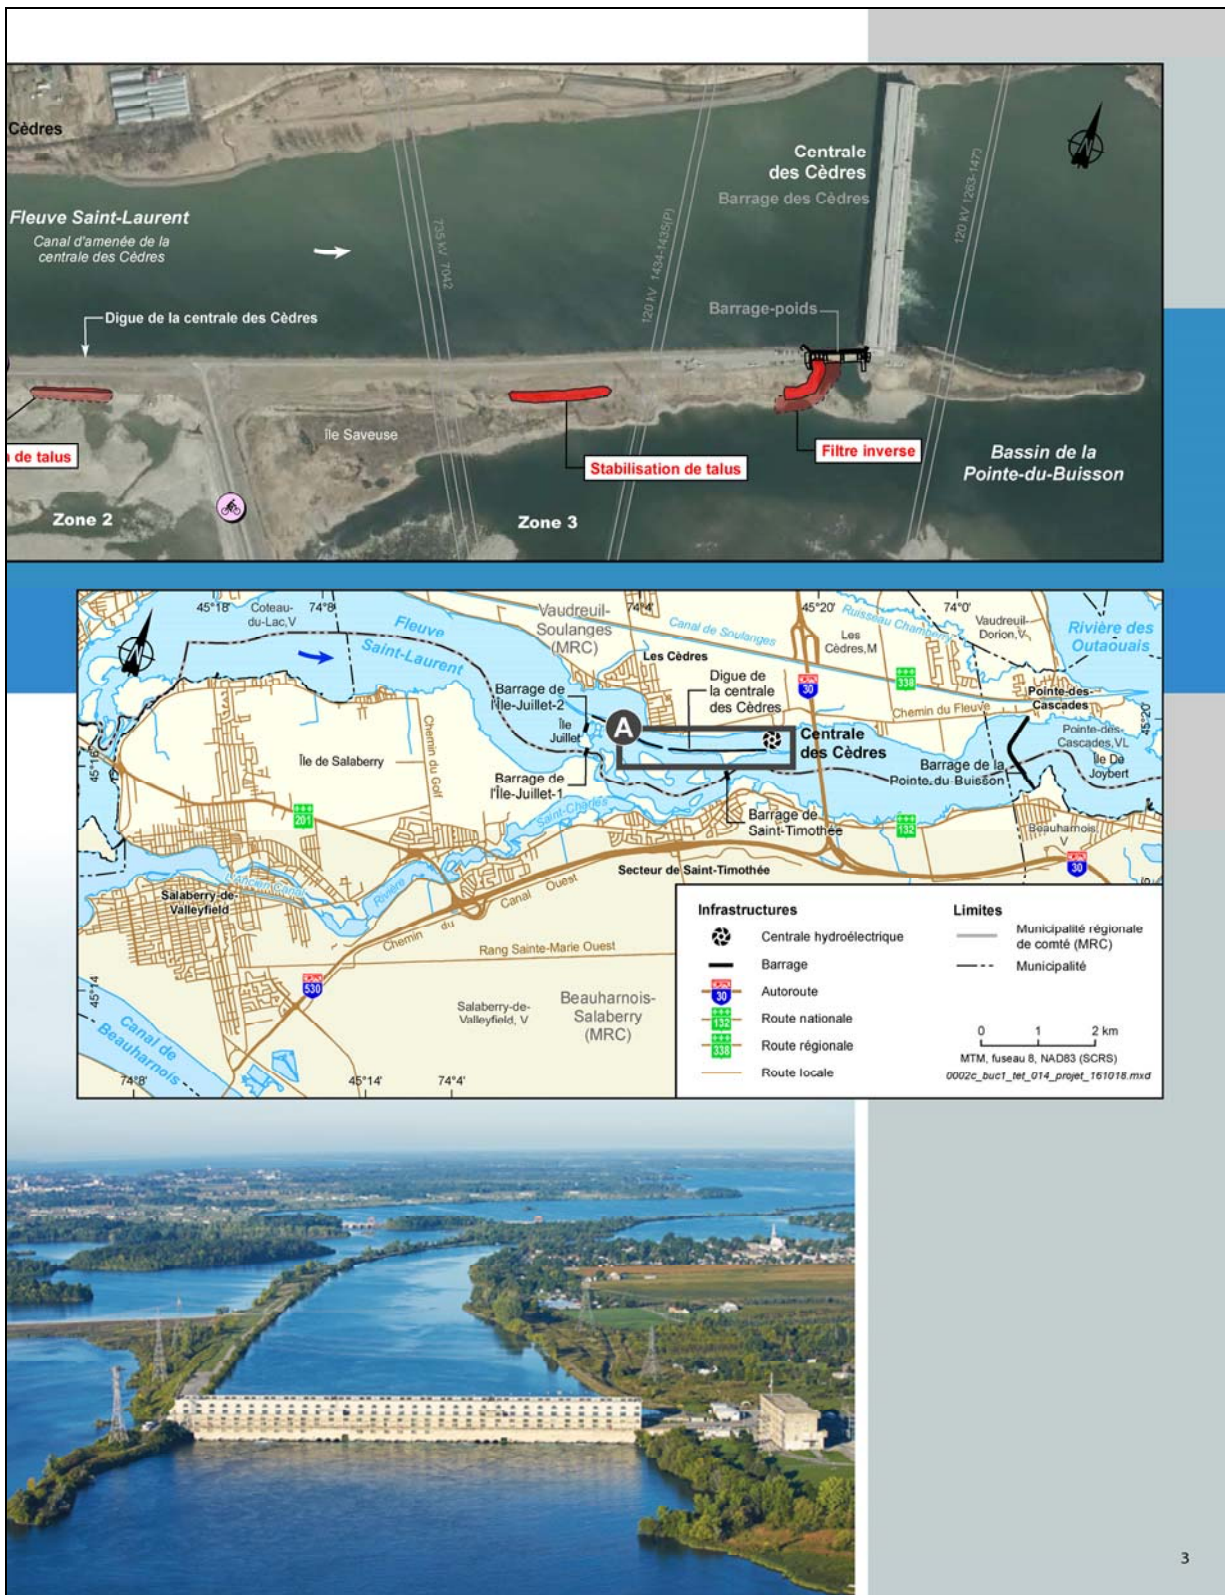 Cèdres
Fleuve Saint-Laurent
Canal d'amenée de la
centrale des Cèdres
Digue de la centrale des Cèdres
735 kV 7042
120 kV 1434-1435(P)
Centrale
des Cèdres
Barrage des Cèdres
120 kV 1263-1470
N
Barrage-poids
Île Saveuse
de talus
Stabilisation de talus
Filtre inverse
Bassin de la
Pointe-du-Buisson
Zone 2
Zone 3
45°18'
74°8'
74°4'
45°20'
74°0'
Coteau-
du-Lac,V
Fleuve
Saint-Laurent
Vaudreuil-
Soulanges
(MRC)
Canal de Soulanges
Ruisseau Chamberry
Vaudreuil-
Dorion,V
Rivière des
Outaouais
Les
Cèdres,M
Les Cèdres
N
Barrage de
l'Île-Juillet-2
Digue de
la centrale
des Cèdres
30
338
Pointe-des-
Cascades
Chemin du Fleuve
Île
Juillet
A
Centrale
des Cèdres
Pointe-des-
Cascades,VL
45°20'
Île De
Joybert
45°16'
Île de Salaberry
Chemin du Golf
Barrage de
l'Île-Juillet-1
Barrage de la
Pointe-du-Buisson
201
Saint-Charles
Rivière
Barrage de
Saint-Timothée
132
Beauharnois
V
Secteur de Saint-Timothée
30
L'Ancien Canal
Salaberry-de-
Valleyfield
Chemin du Canal Ouest
Rang Sainte-Marie Ouest
530
45°14'
Salaberry-de-
Valleyfield, V
Beauharnois-
Salaberry
(MRC)
Canal de
Beauharnois
74°8'
45°14'
74°4'
Infrastructures
Centrale hydroélectrique
Barrage
30
Autoroute
132
Route nationale
338
Route régionale
Route locale
Limites
Municipalité régionale
de comté (MRC)
Municipalité
0 1 2 km
MTM, fuseau 8, NAD83 (SCRS)
0002c_buc1_tet_014_projet_161018.mxd
3